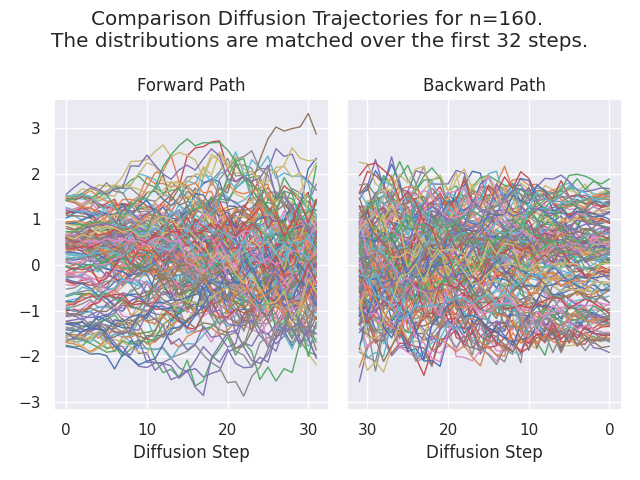 Comparison Diffusion Trajectories for n=160.
The distributions are matched over the first 32 steps.
Forward Path
Backward Path
3
2
1
0
−1
−2
−3
0 10 20 30
30 20 10 0
Diffusion Step
Diffusion Step